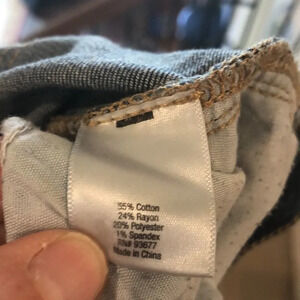 55% Cotton
24% Rayon
20% Polyester
1% Spandex
RN# 93677
Made in China